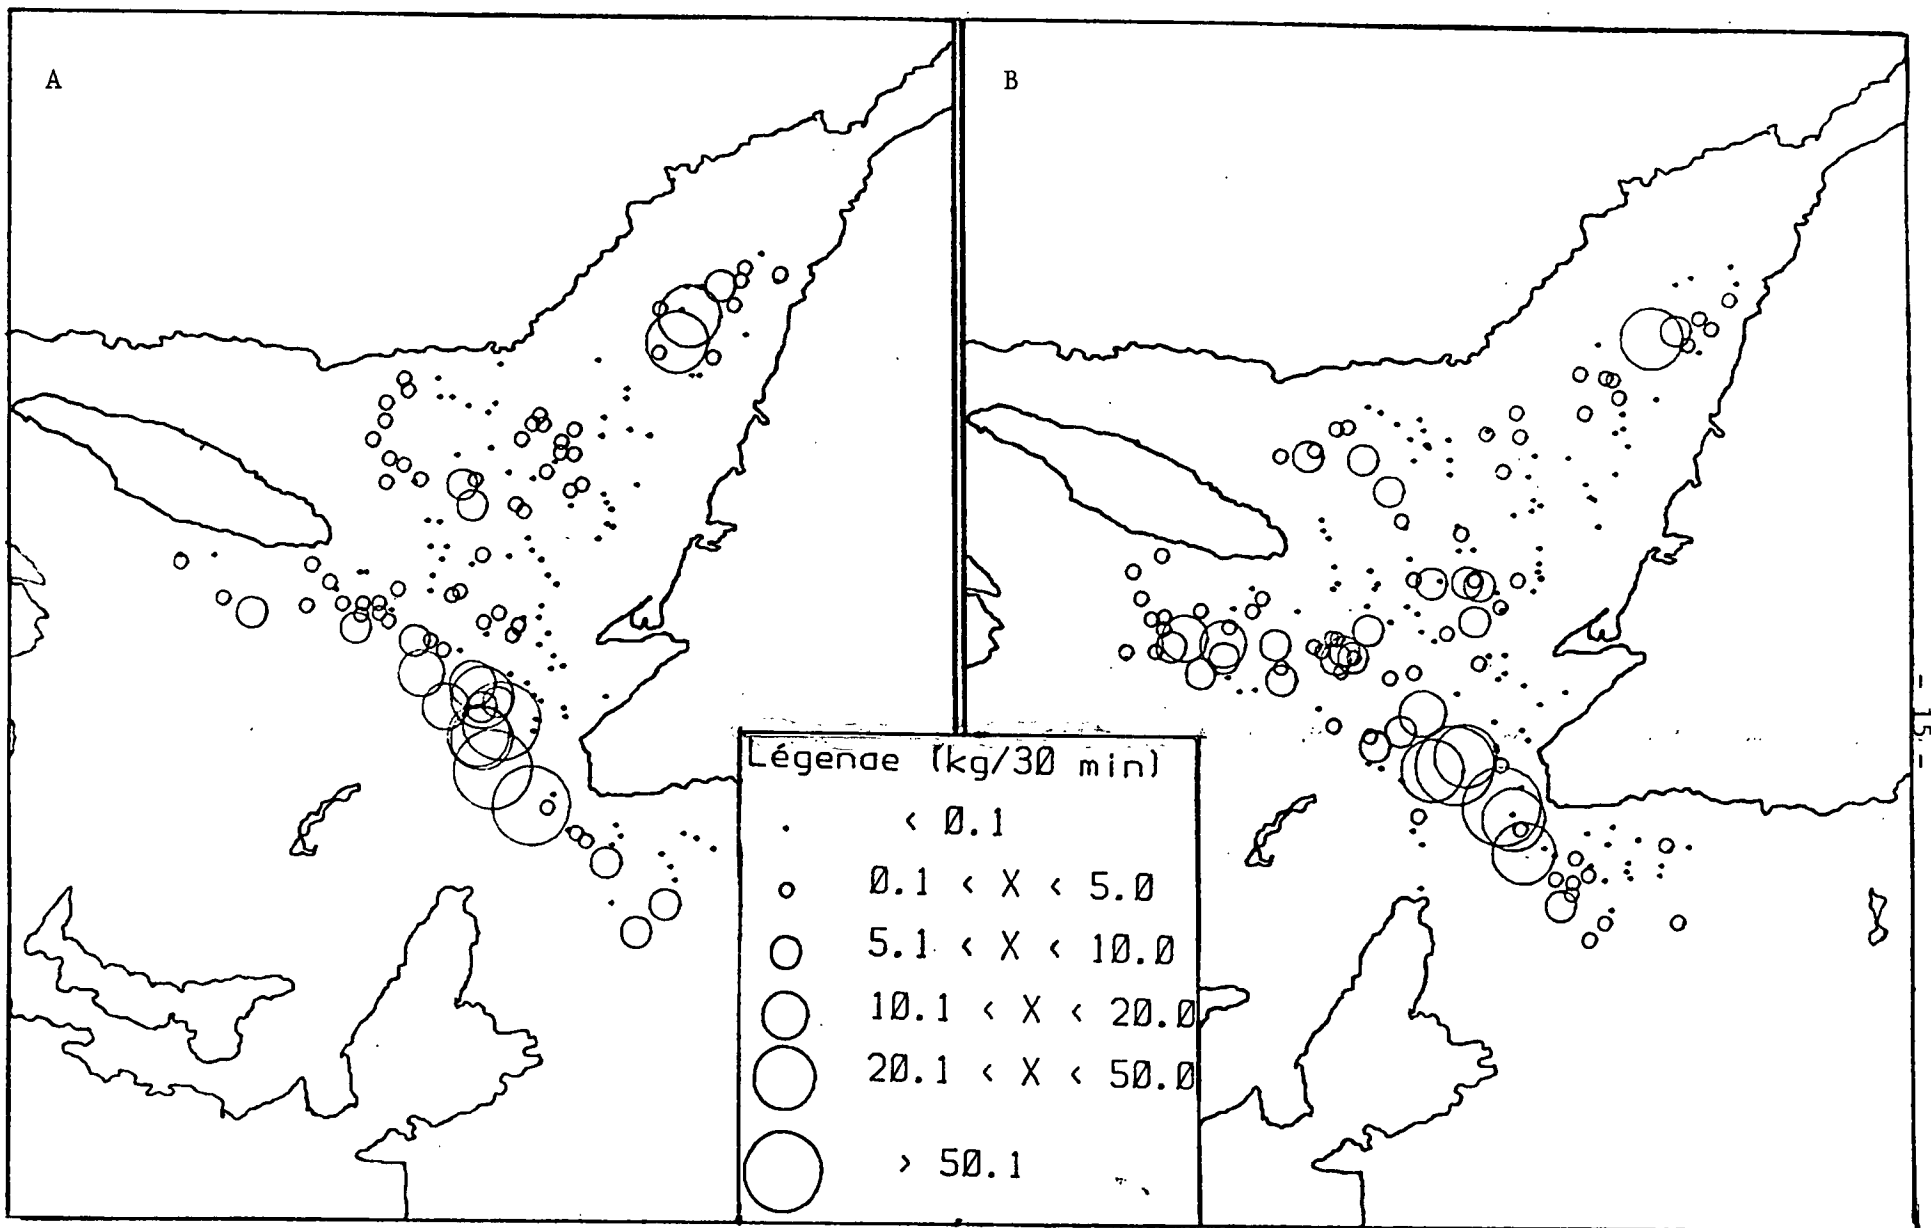 A
B
Légenae (kg/30 min)
< 0.1
0.1 < X < 5.0
5.1 < X < 10.0
10.1 < X < 20.0
20.1 < X < 50.0
> 50.1
- 15 -